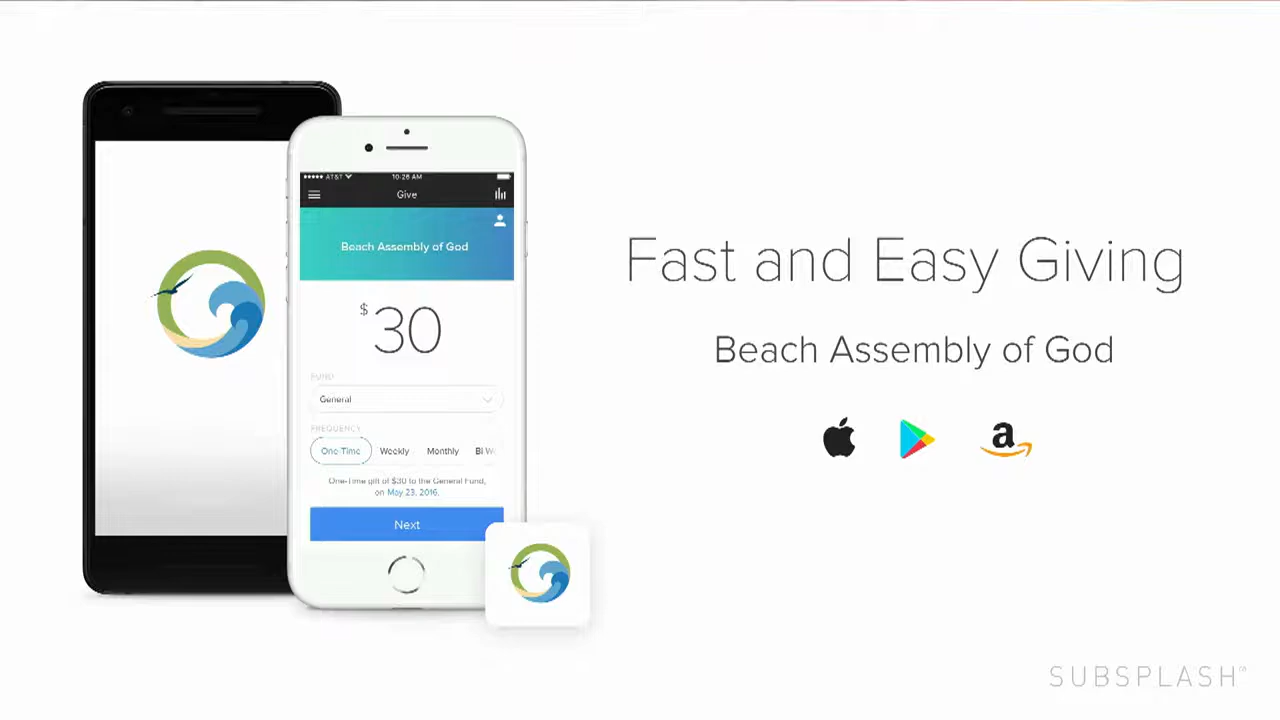 AT&T
10:26 AM
Give
Beach Assembly of God
$30
FUND
General
FREQUENCY
One-Time Weekly Monthly Bi W
One-Time gift of $30 to the General Fund,
on May 23, 2016.
Next
Fast and Easy Giving
Beach Assembly of God
a
SUBSPLASH™